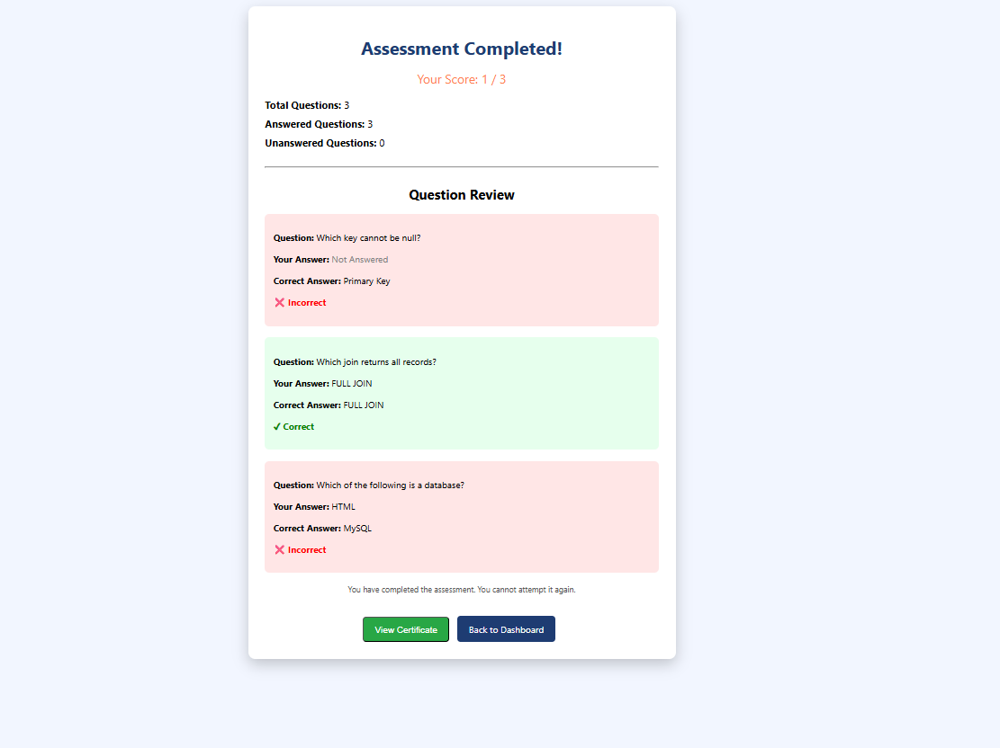 Assessment Completed!
Your Score: 1 / 3
Total Questions: 3
Answered Questions: 3
Unanswered Questions: 0
Question Review
Question: Which key cannot be null?
Your Answer: Not Answered
Correct Answer: Primary Key
❌ Incorrect
Question: Which join returns all records?
Your Answer: FULL JOIN
Correct Answer: FULL JOIN
✔ Correct
Question: Which of the following is a database?
Your Answer: HTML
Correct Answer: MySQL
❌ Incorrect
You have completed the assessment. You cannot attempt it again.
View Certificate Back to Dashboard